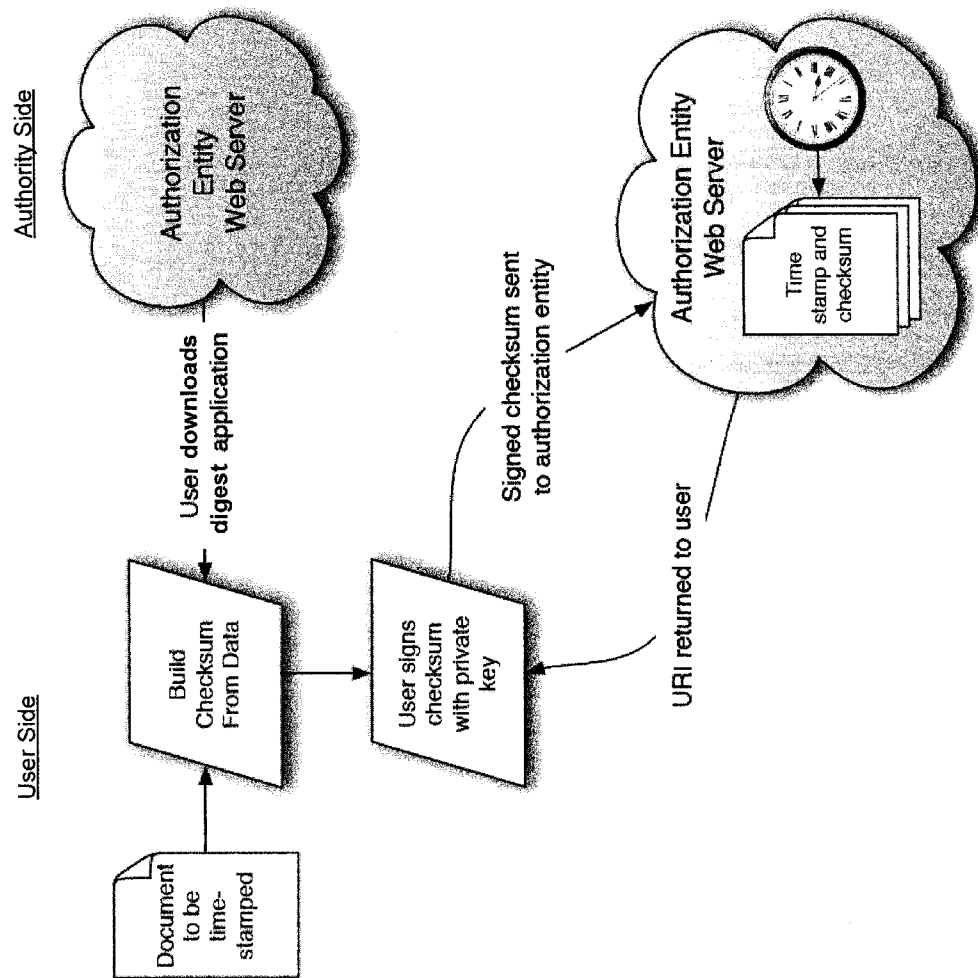 User Side
Authority Side
Document
to be
time-
stamped
Build
Checksum
From Data
User downloads
digest application
Authorization
Entity
Web Server
User signs
checksum
with private
key
Signed checksum sent
to authorization entity
URI returned to user
Authorization Entity
Web Server
Time
stamp and
checksum